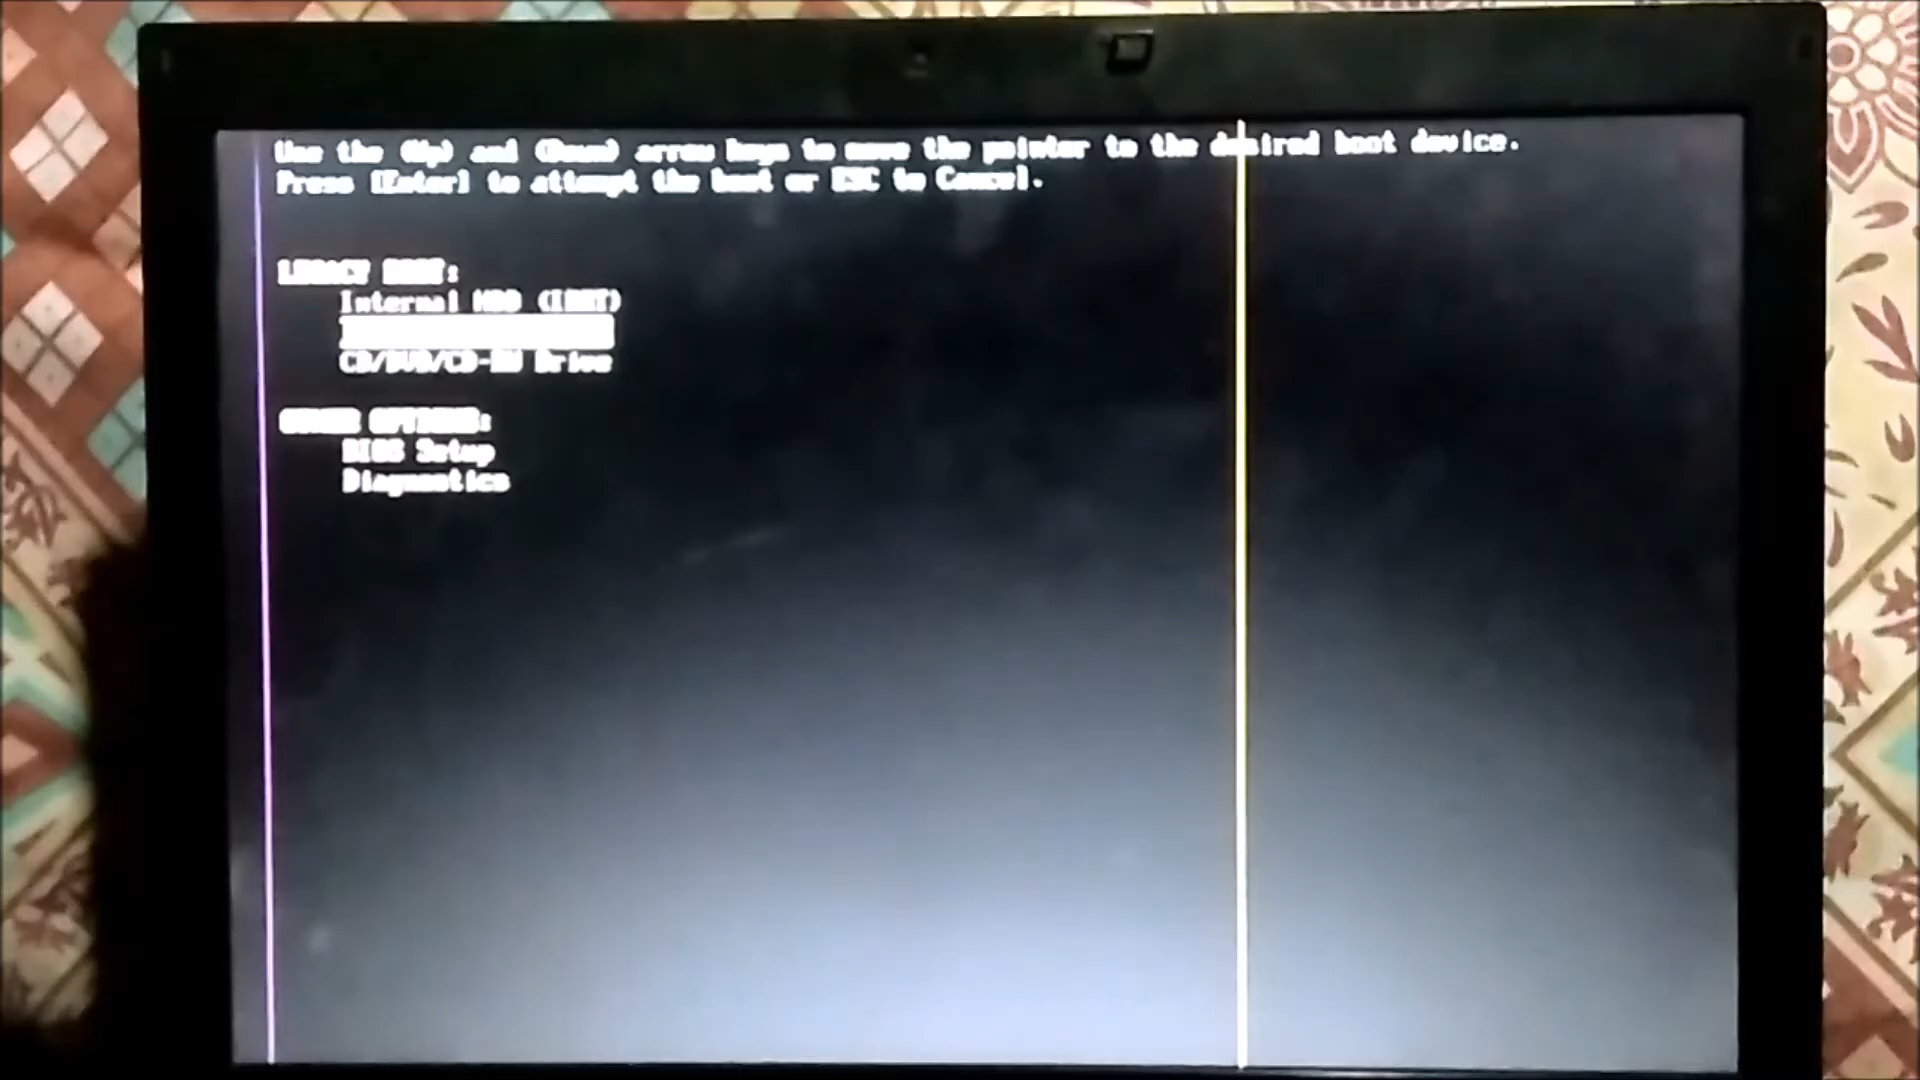 Use the (Up) and (Down) arrow keys to move the pointer to the desired boot device.
Press [Enter] to attempt the boot or ESC to Cancel.
LEGACY BOOT:
Internal HDD (IRRT)
CD/DVD/CD-RW Drive
OTHER OPTIONS:
BIOS Setup
Diagnostics